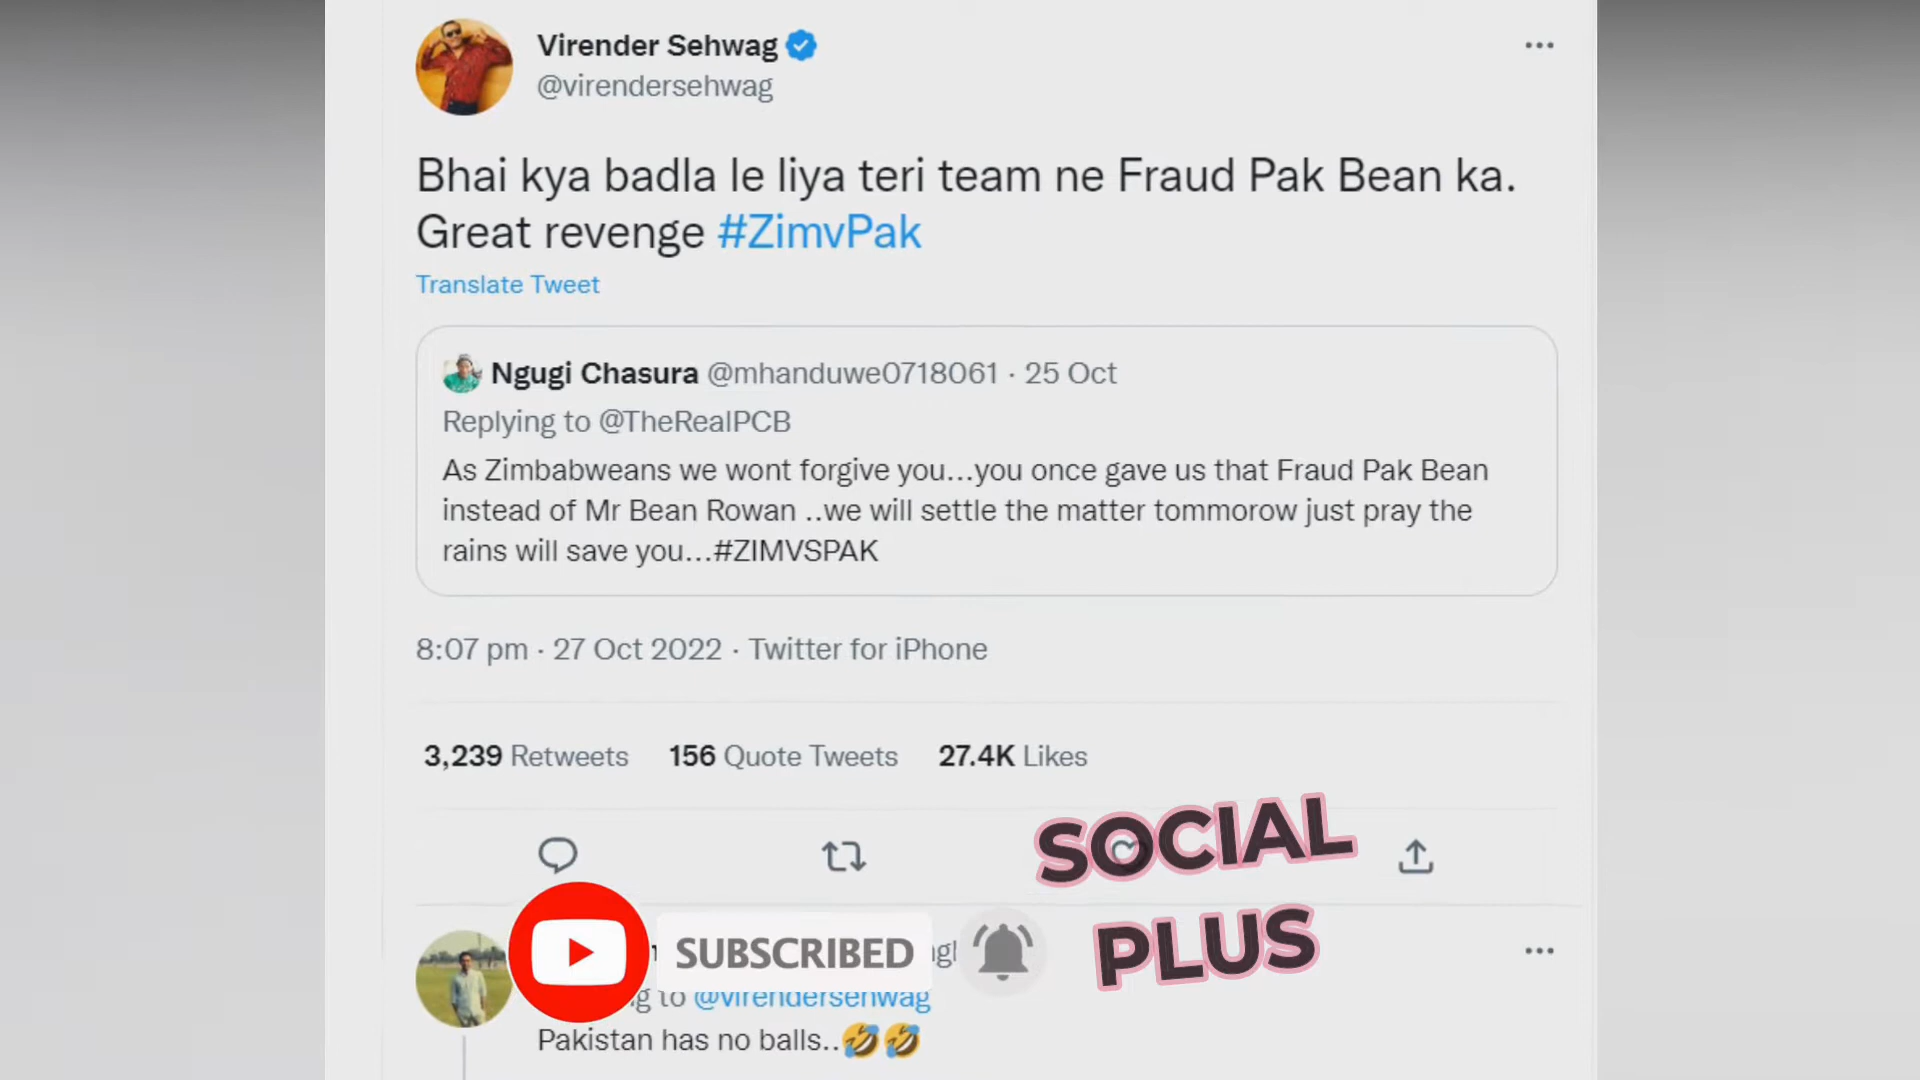 Virender Sehwag
@virendersehwag
Bhai kya badla le liya teri team ne Fraud Pak Bean ka.
Great revenge #ZimvPak
Translate Tweet
Ngugi Chasura @mhanduwe0718061 · 25 Oct
Replying to @TheRealPCB
As Zimbabweans we wont forgive you...you once gave us that Fraud Pak Bean
instead of Mr Bean Rowan ..we will settle the matter tommorow just pray the
rains will save you...#ZIMVSPAK
8:07 pm · 27 Oct 2022 · Twitter for iPhone
3,239 Retweets 156 Quote Tweets 27.4K Likes
SOCIAL
PLUS
SUBSCRIBED
to @virendersehwag
Pakistan has no balls..🤣🤣